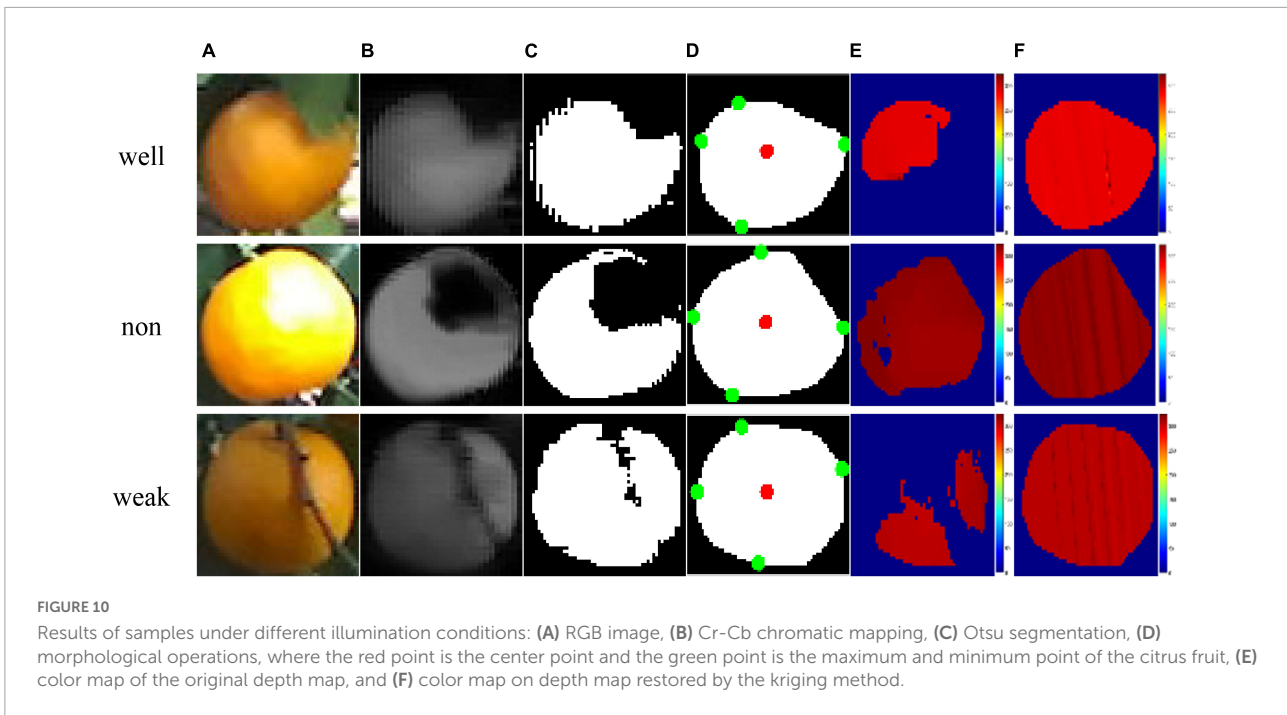 A B C D E F
well
non
weak
FIGURE 10
Results of samples under different illumination conditions: (A) RGB image, (B) Cr-Cb chromatic mapping, (C) Otsu segmentation, (D)
morphological operations, where the red point is the center point and the green point is the maximum and minimum point of the citrus fruit, (E)
color map of the original depth map, and (F) color map on depth map restored by the kriging method.